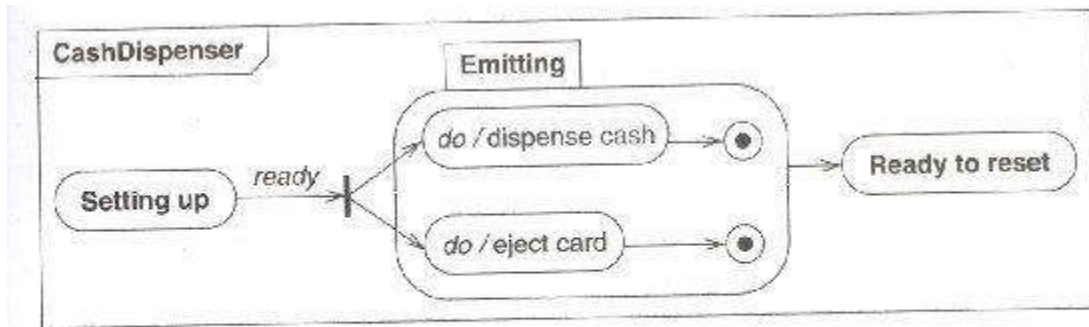 CashDispenser
Emitting
do / dispense cash
ready
Setting up
Ready to reset
do / eject card